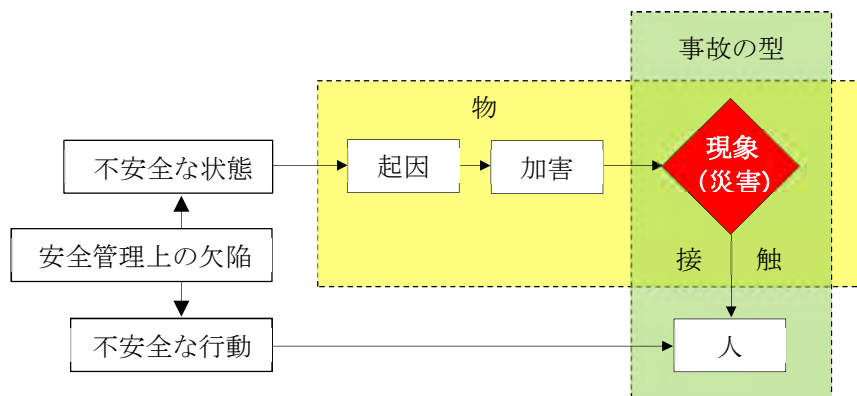 事故の型
物
不安全な状態
起因
加害
現象
(災害)
安全管理上の欠陥
接 触
不安全な行動
人